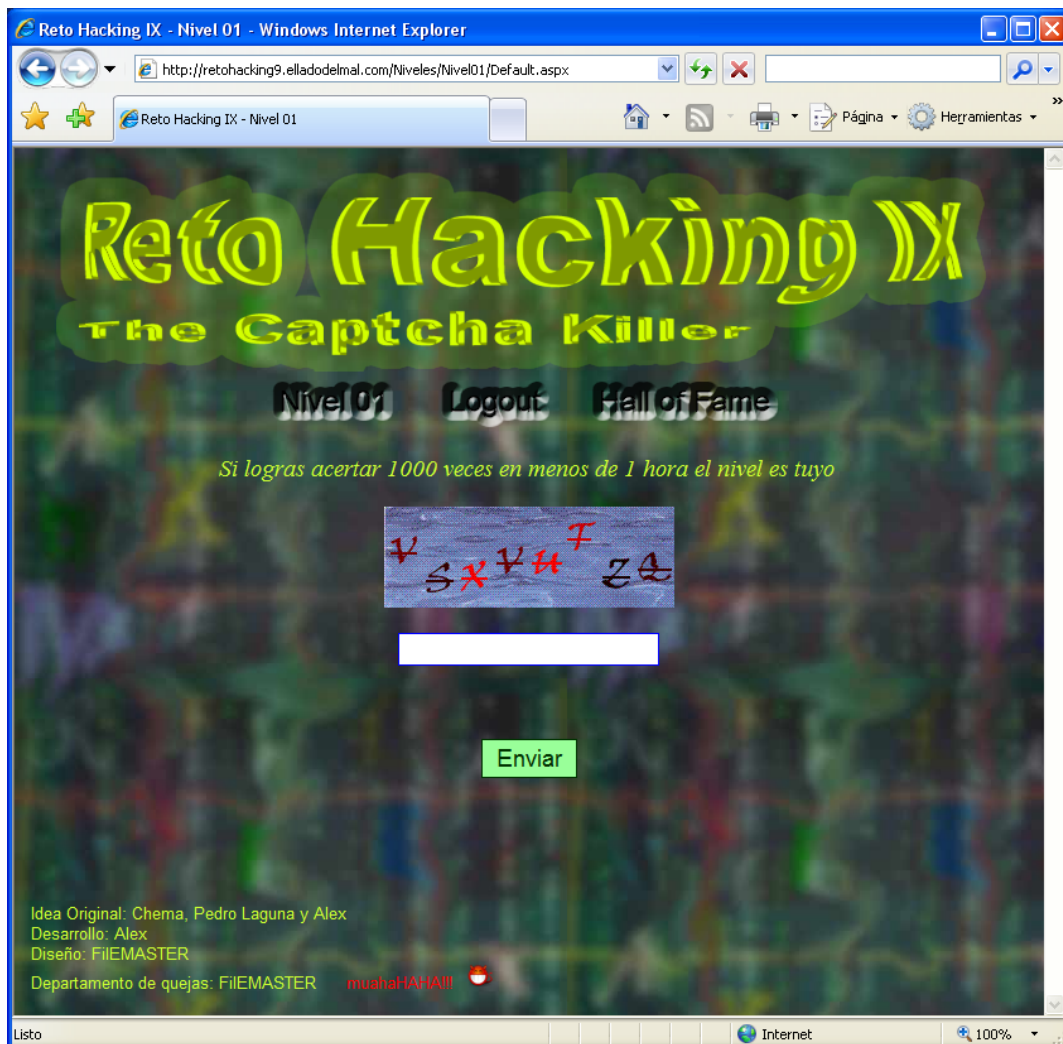 Reto Hacking IX - Nivel 01 - Windows Internet Explorer
http://retohacking9.elladodelmal.com/Niveles/Nivel01/Default.aspx
Reto Hacking IX - Nivel 01
Página
Herramientas
»
Reto Hacking IX
The Captcha Killer
Nivel 01 Logout Hall of Fame
Si logras acertar 1000 veces en menos de 1 hora el nivel es tuyo
Enviar
Idea Original: Chema, Pedro Laguna y Alex
Desarrollo: Alex
Diseño: FilEMASTER
Departamento de quejas: FilEMASTER muahaHAHA!!!
Listo
Internet
100%